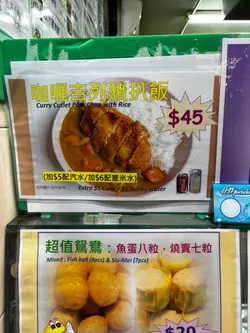 咖喱吉列豬扒飯
Curry Cutlet Pork Chop with Rice
$45
(加$5配汽水/加$6配薏米水)
Extra $5 Coke / $6 Barley Water
超值鴛鴦：魚蛋八粒，燒賣七粒
Mixed : Fish ball (8pcs) & Siu-Mai (7pcs)
$20